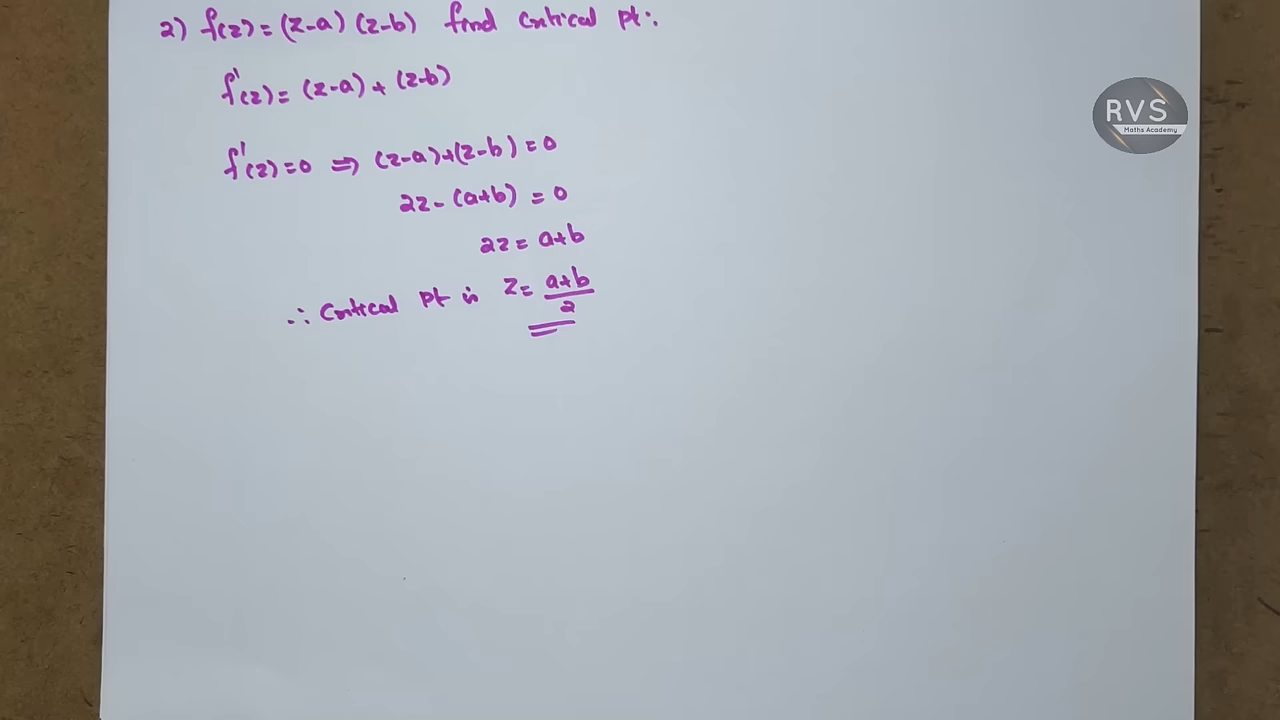 2) f(z) = (z-a) (z-b) find critical pt:
f'(z) = (z-a) + (z-b)
f'(z) = 0 ⇒ (z-a)+(z-b) = 0
2z - (a+b) = 0
2z = a+b
∴ Critical pt is z = a+b/2
RVS
Maths Academy